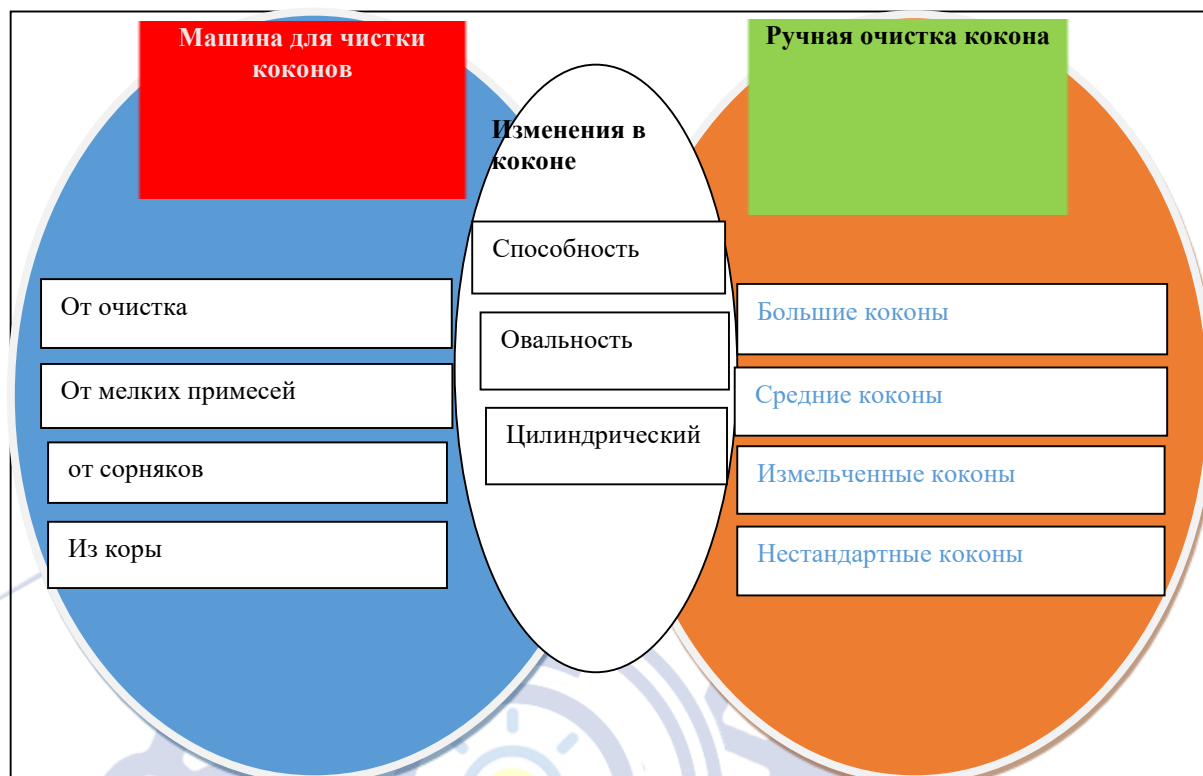 Машина для чистки
коконов
От очистка
От мелких примесей
от сорняков
Из коры
Изменения в
коконе
Способность
Овальность
Цилиндрический
Ручная очистка кокона
Большие коконы
Средние коконы
Измельченные коконы
Нестандартные коконы